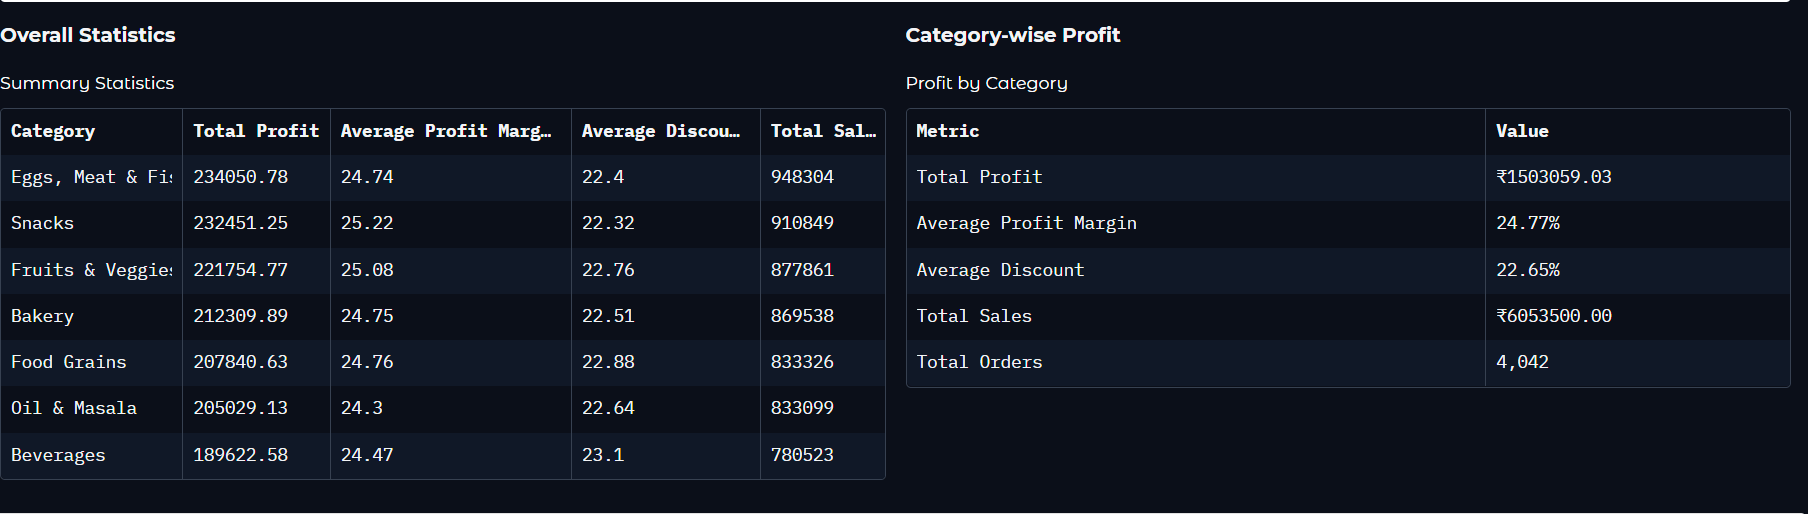 Overall Statistics
Summary Statistics
Category Total Profit Average Profit Marg… Average Discou… Total Sal…
Eggs, Meat & Fis 234050.78 24.74 22.4 948304
Snacks 232451.25 25.22 22.32 910849
Fruits & Veggies 221754.77 25.08 22.76 877861
Bakery 212309.89 24.75 22.51 869538
Food Grains 207840.63 24.76 22.88 833326
Oil & Masala 205029.13 24.3 22.64 833099
Beverages 189622.58 24.47 23.1 780523
Category-wise Profit
Profit by Category
Metric Value
Total Profit ₹1503059.03
Average Profit Margin 24.77%
Average Discount 22.65%
Total Sales ₹6053500.00
Total Orders 4,042